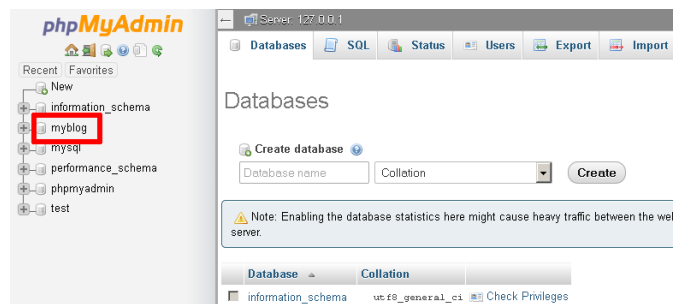 phpMyAdmin
Recent Favorites
New
information_schema
myblog
mysql
performance_schema
phpmyadmin
test
Server: 127.0.0.1
Databases SQL Status Users Export Import
Databases
Create database
Database name Collation Create
Note: Enabling the database statistics here might cause heavy traffic between the we
server.
Database Collation
information_schema utf8_general_ci Check Privileges